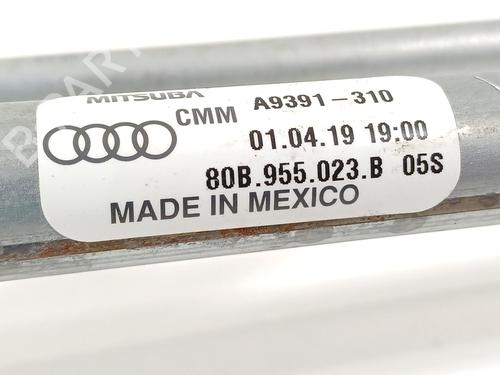 MITSUBA
CMM A9391-310
01.04.19 19:00
80B.955.023.B 05S
MADE IN MEXICO